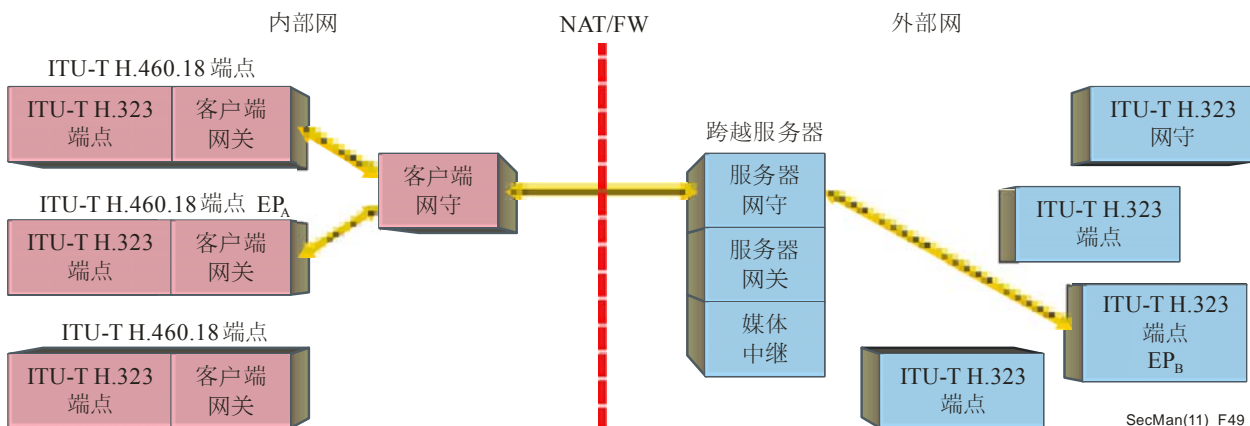 内部网
NAT/FW
外部网
ITU-T H.460.18 端点
ITU-T H.323
端点
客户端
网关
ITU-T H.460.18 端点 EPA
ITU-T H.323
端点
客户端
网关
ITU-T H.460.18 端点
ITU-T H.323
端点
客户端
网关
客户端
网守
跨越服务器
服务器
网守
服务器
网关
媒体
中继
ITU-T H.323
网守
ITU-T H.323
端点
ITU-T H.323
端点
EPB
ITU-T H.323
端点
SecMan(11)_F49